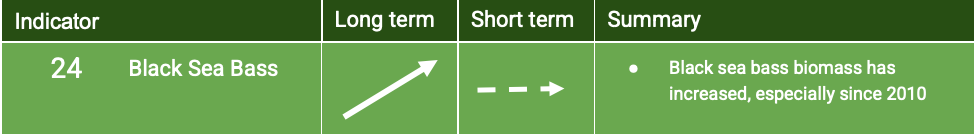 Indicator Long term Short term Summary
24 Black Sea Bass
● Black sea bass biomass has
increased, especially since 2010